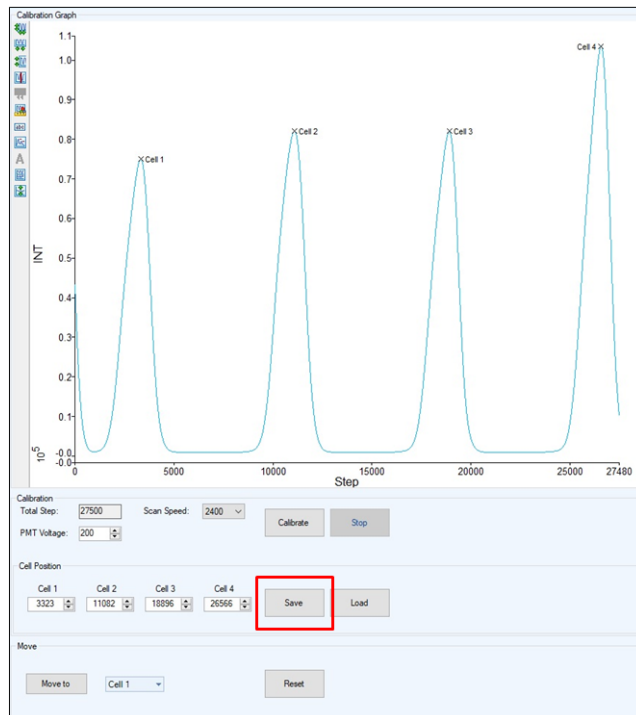 Calibration Graph
1.1
1.0
0.9
0.8
0.7
0.6
0.5
0.4
0.3
0.2
0.1
-0.0
-0.0
INT
10⁵
Cell 1
Cell 2
Cell 3
Cell 4
0 5000 10000 15000 20000 25000 27480
Step
abc
A
Calibration
Total Step: 27500 Scan Speed: 2400 Calibrate Stop
PMT Voltage: 200
Cell Position
Cell 1 Cell 2 Cell 3 Cell 4
3323 11082 18896 26566 Save Load
Move
Move to Cell 1 Reset